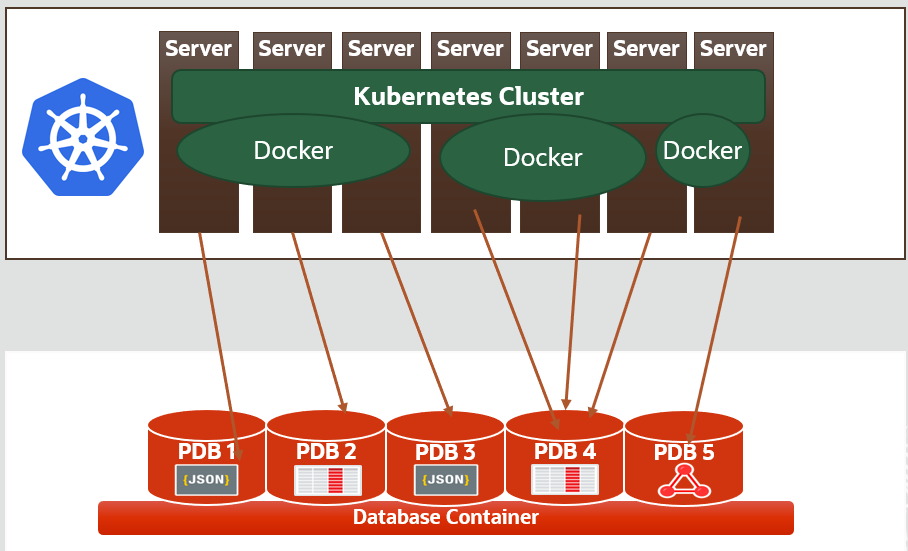 Server Server Server Server Server Server Server
Kubernetes Cluster
Docker Docker Docker
PDB 1 PDB 2 PDB 3 PDB 4 PDB 5
{JSON} {JSON}
Database Container